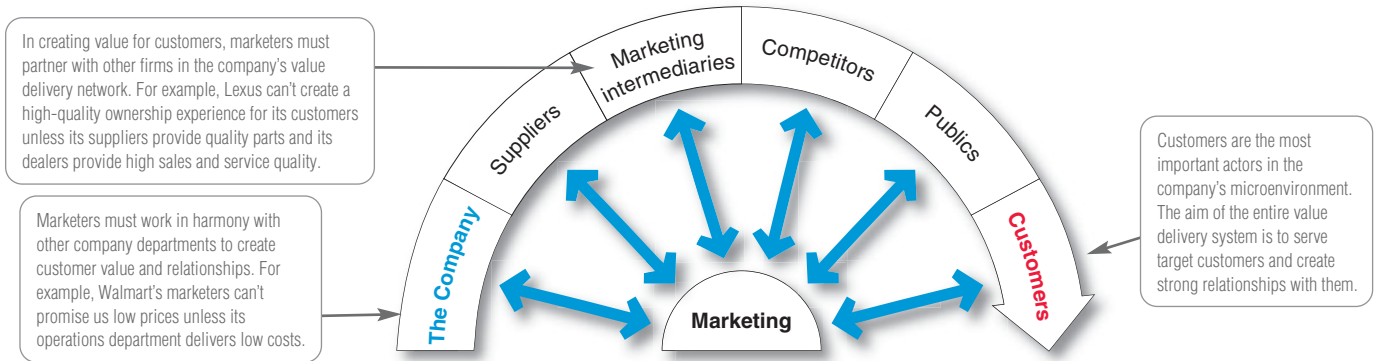 In creating value for customers, marketers must
partner with other firms in the company's value
delivery network. For example, Lexus can't create a
high-quality ownership experience for its customers
unless its suppliers provide quality parts and its
dealers provide high sales and service quality.
Marketers must work in harmony with
other company departments to create
customer value and relationships. For
example, Walmart's marketers can't
promise us low prices unless its
operations department delivers low costs.
The Company
Suppliers
Marketing
intermediaries
Competitors
Publics
Customers
Marketing
Customers are the most
important actors in the
company's microenvironment.
The aim of the entire value
delivery system is to serve
target customers and create
strong relationships with them.